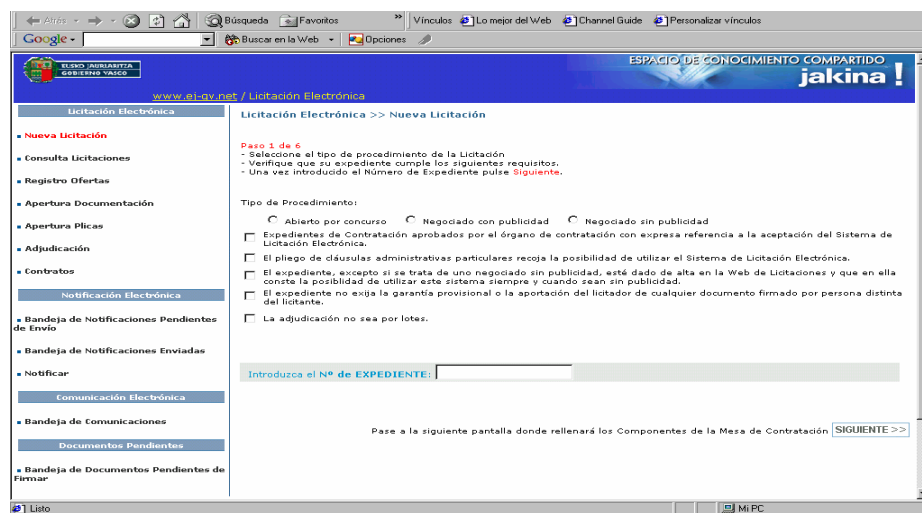 Atrás
Búsqueda
Favoritos
»
Vínculos
Lo mejor del Web
Channel Guide
Personalizar vínculos
Google
Buscar en la Web
Opciones
EUSKO JAURLARITZA
GOBIERNO VASCO
ESPACIO DE CONOCIMIENTO COMPARTIDO
jakina !
www.ej-gv.net / Licitación Electrónica
Licitación Electrónica
Nueva Licitación
Consulta Licitaciones
Registro Ofertas
Apertura Documentación
Apertura Plicas
Adjudicación
Contratos
Notificación Electrónica
Bandeja de Notificaciones Pendientes
de Envío
Bandeja de Notificaciones Enviadas
Notificar
Comunicación Electrónica
Bandeja de Comunicaciones
Documentos Pendientes
Bandeja de Documentos Pendientes de
Firmar
Licitación Electrónica >> Nueva Licitación
Paso 1 de 6
- Seleccione el tipo de procedimiento de la Licitación
- Verifique que su expediente cumple los siguientes requisitos.
- Una vez introducido el Número de Expediente pulse Siguiente.
Tipo de Procedimiento:
Abierto por concurso Negociado con publicidad Negociado sin publicidad
Expedientes de Contratación aprobados por el órgano de contratación con expresa referencia a la aceptación del Sistema de
Licitación Electrónica.
El pliego de cláusulas administrativas particulares recoja la posibilidad de utilizar el Sistema de Licitación Electrónica.
El expediente, excepto si se trata de uno negociado sin publicidad, esté dado de alta en la Web de Licitaciones y que en ella
conste la posiblidad de utilizar este sistema siempre y cuando sean sin publicidad.
El expediente no exija la garantía provisional o la aportación del licitador de cualquier documento firmado por persona distinta
del licitante.
La adjudicación no sea por lotes.
Introduzca el Nº de EXPEDIENTE:
Pase a la siguiente pantalla donde rellenará los Componentes de la Mesa de Contratación SIGUIENTE >>
Listo
Mi PC